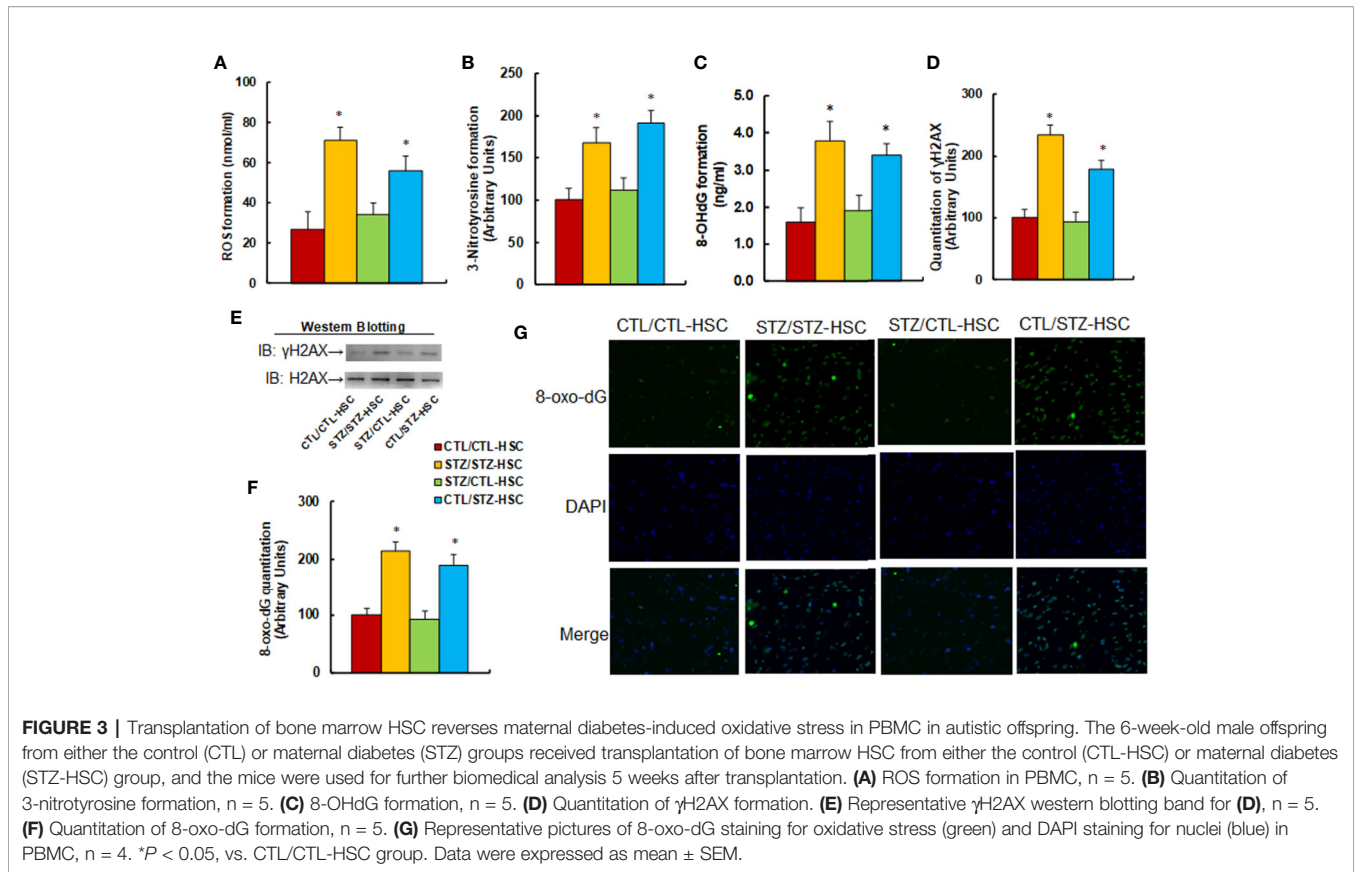 A
ROS formation (nmol/ml)
100
80
60
40
20
0
*
*
B
3-Nitrotyrosine formation
(Arbitrary Units)
250
200
150
100
50
0
*
*
C
8-OHdG formation
(ng/ml)
5.0
4.0
3.0
2.0
1.0
0.0
*
*
D
Quantitation of γH2AX
(Arbitrary Units)
300
200
100
0
*
*
E
Western Blotting
IB: γH2AX→
IB: H2AX→
CTL/CTL-HSC
STZ/STZ-HSC
STZ/CTL-HSC
CTL/STZ-HSC
CTL/CTL-HSC
STZ/STZ-HSC
STZ/CTL-HSC
CTL/STZ-HSC
F
8-oxo-dG quantitation
(Arbitrary Units)
300
200
100
0
*
*
G
CTL/CTL-HSC STZ/STZ-HSC STZ/CTL-HSC CTL/STZ-HSC
8-oxo-dG
DAPI
Merge
FIGURE 3 | Transplantation of bone marrow HSC reverses maternal diabetes-induced oxidative stress in PBMC in autistic offspring. The 6-week-old male offspring
from either the control (CTL) or maternal diabetes (STZ) groups received transplantation of bone marrow HSC from either the control (CTL-HSC) or maternal diabetes
(STZ-HSC) group, and the mice were used for further biomedical analysis 5 weeks after transplantation. (A) ROS formation in PBMC, n = 5. (B) Quantitation of
3-nitrotyrosine formation, n = 5. (C) 8-OHdG formation, n = 5. (D) Quantitation of γH2AX formation. (E) Representative γH2AX western blotting band for (D), n = 5.
(F) Quantitation of 8-oxo-dG formation, n = 5. (G) Representative pictures of 8-oxo-dG staining for oxidative stress (green) and DAPI staining for nuclei (blue) in
PBMC, n = 4. *P < 0.05, vs. CTL/CTL-HSC group. Data were expressed as mean ± SEM.